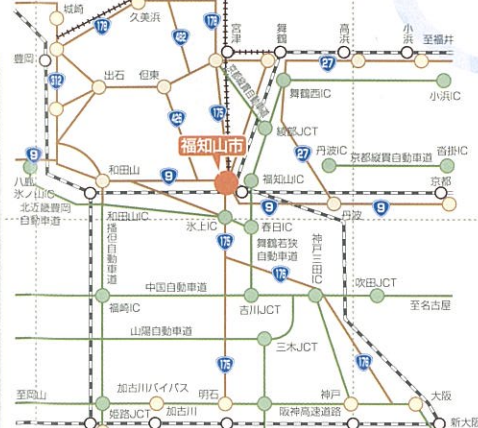 城崎
久美浜
178
482
宮津
舞鶴
高浜
小浜
至福井
27
豊岡
312
出石
但東
175
426
京都縦貫自動車道
舞鶴西IC
小浜IC
綾部JCT
福知山市
27
丹波IC
京都縦貫自動車道
沓掛IC
9
八鹿
氷ノ山IC
和田山
9
福知山IC
9
9
京都
丹波
北近畿豊岡
自動車道
和田山IC
播但自動車道
氷上IC
春日IC
175
舞鶴若狭
自動車道
176
神戸三田IC
中国自動車道
吹田JCT
至名古屋
福崎IC
吉川JCT
山陽自動車道
三木JCT
175
176
至岡山
加古川バイパス
明石
神戸
大阪
姫路JCT
加古川
阪神高速道路
新大阪